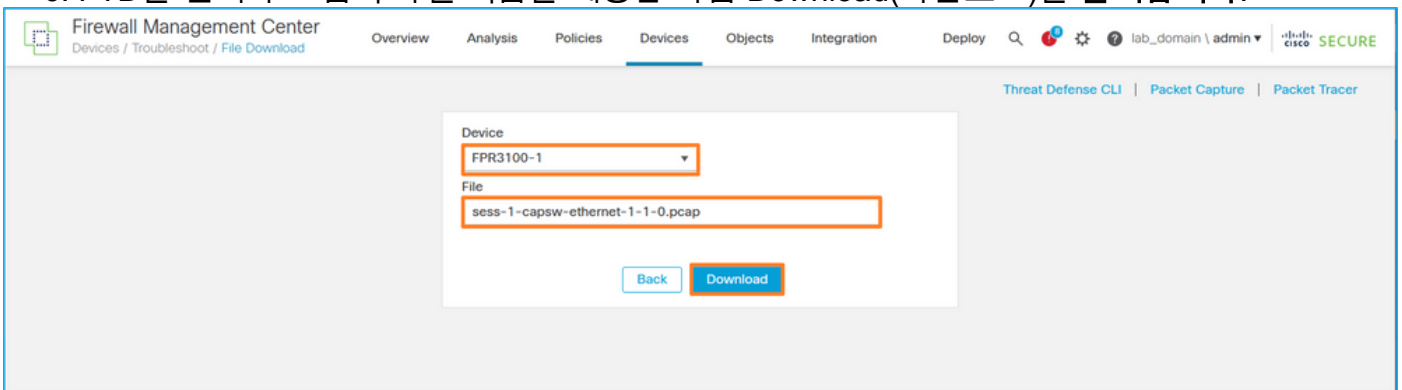 Download(
Firewall Management Center
Devices / Troubleshoot / File Download
Overview Analysis Policies Devices Objects Integration Deploy 8 lab_domain \ admin cisco SECURE
Threat Defense CLI | Packet Capture | Packet Tracer
Device
FPR3100-1
File
sess-1-capsw-ethernet-1-1-0.pcap
Back Download